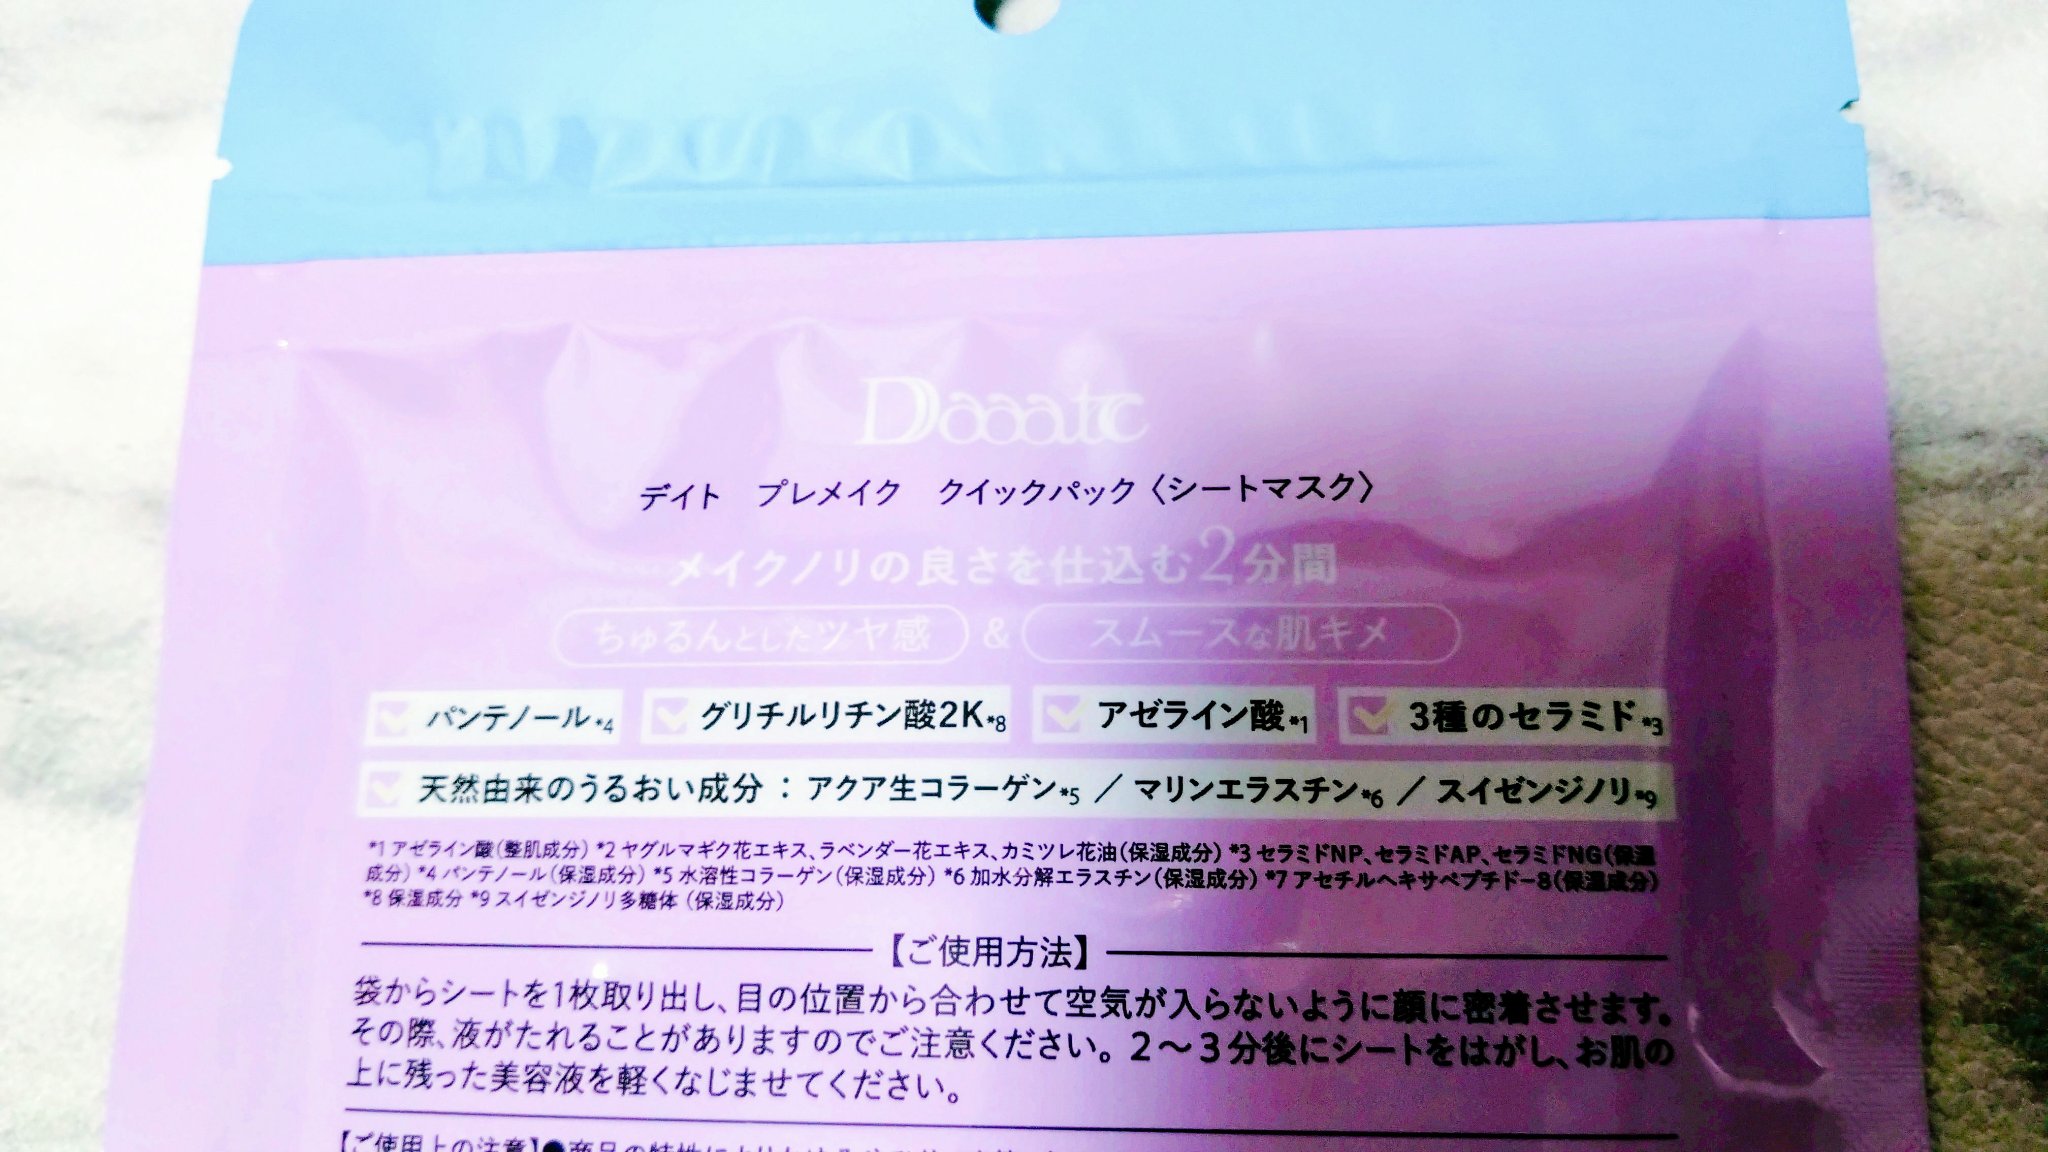 Daaatc
デイト プレメイク クイックパック〈シートマスク〉
メイクノリの良さを仕込む2分間
ちゅるんとしたツヤ感 & スムースな肌キメ
パンテノール*4 グリチルリチン酸2K*8 アゼライン酸*1 3種のセラミド*3
天然由来のうるおい成分：アクア生コラーゲン*5／マリンエラスチン*6／スイゼンジノリ*9
*1 アゼライン酸(整肌成分) *2 ヤグルマギク花エキス、ラベンダー花エキス、カミツレ花油(保湿成分) *3 セラミドNP、セラミドAP、セラミドNG(保湿
成分) *4 パンテノール(保湿成分) *5 水溶性コラーゲン(保湿成分) *6 加水分解エラスチン(保湿成分) *7 アセチルヘキサペプチド-8(保湿成分)
*8 保湿成分 *9 スイゼンジノリ多糖体(保湿成分)
【ご使用方法】
袋からシートを1枚取り出し、目の位置から合わせて空気が入らないように顔に密着させます。
その際、液がたれることがありますのでご注意ください。2～3分後にシートをはがし、お肌の
上に残った美容液を軽くなじませてください。
【ご使用上の注意】●商品の特性により